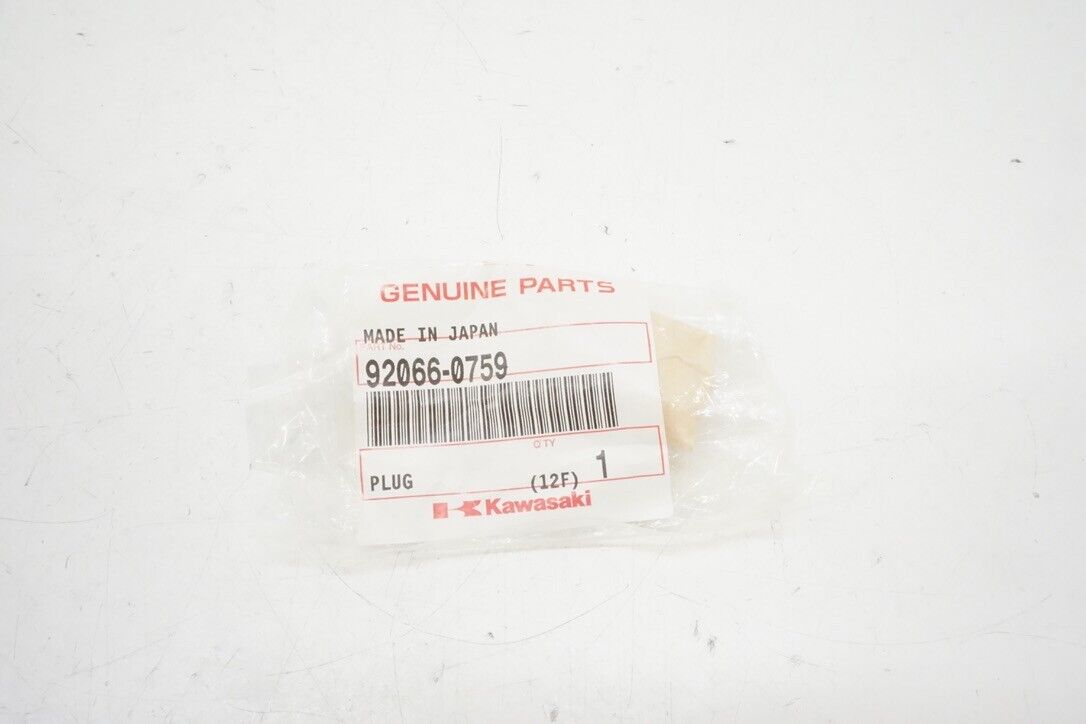 GENUINE PARTS
MADE IN JAPAN
PART No.
92066-0759
Q'TY
PLUG (12F) 1
Kawasaki